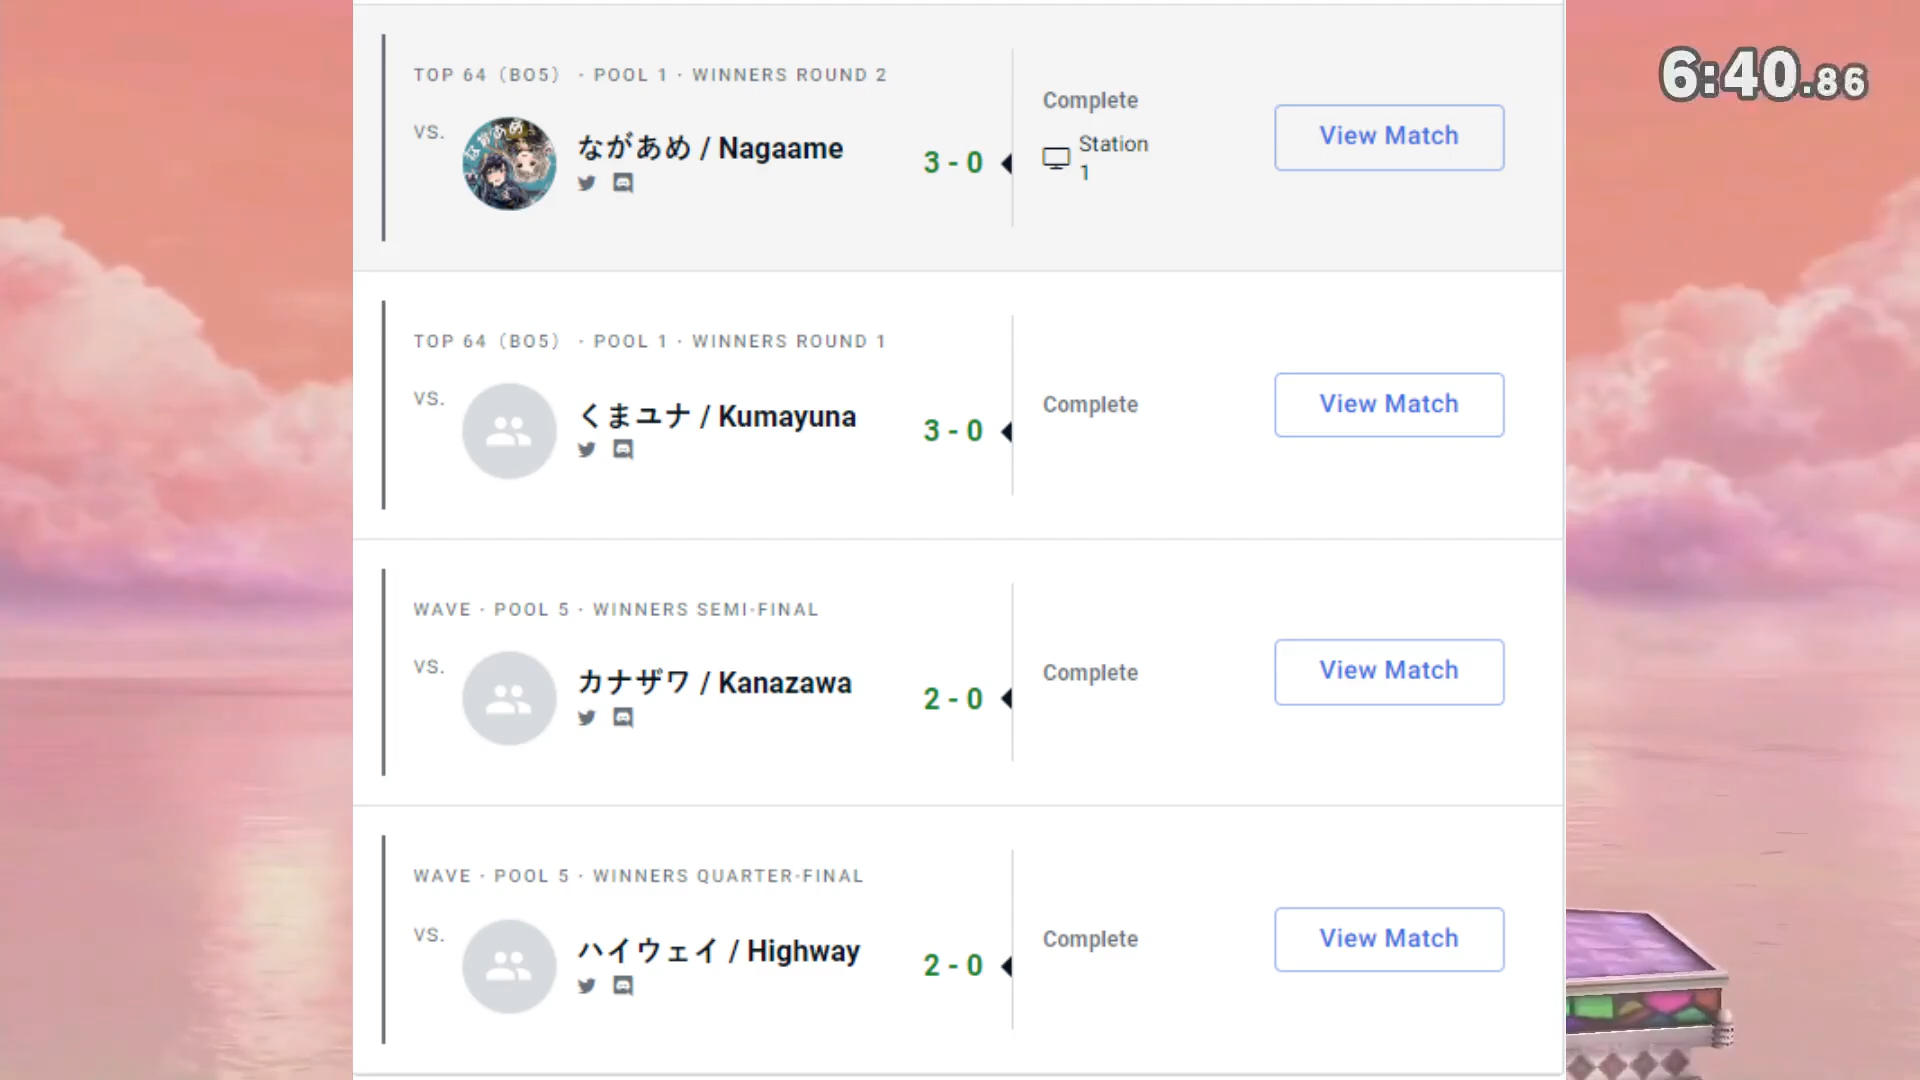 6:40.86
TOP 64 (BO5) · POOL 1 · WINNERS ROUND 2
VS.
ながあめ
ながあめ / Nagaame
3 - 0
Complete
Station
1
View Match
TOP 64 (BO5) · POOL 1 · WINNERS ROUND 1
VS.
くまユナ / Kumayuna
3 - 0
Complete
View Match
WAVE · POOL 5 · WINNERS SEMI-FINAL
VS.
カナザワ / Kanazawa
2 - 0
Complete
View Match
WAVE · POOL 5 · WINNERS QUARTER-FINAL
VS.
ハイウェイ / Highway
2 - 0
Complete
View Match